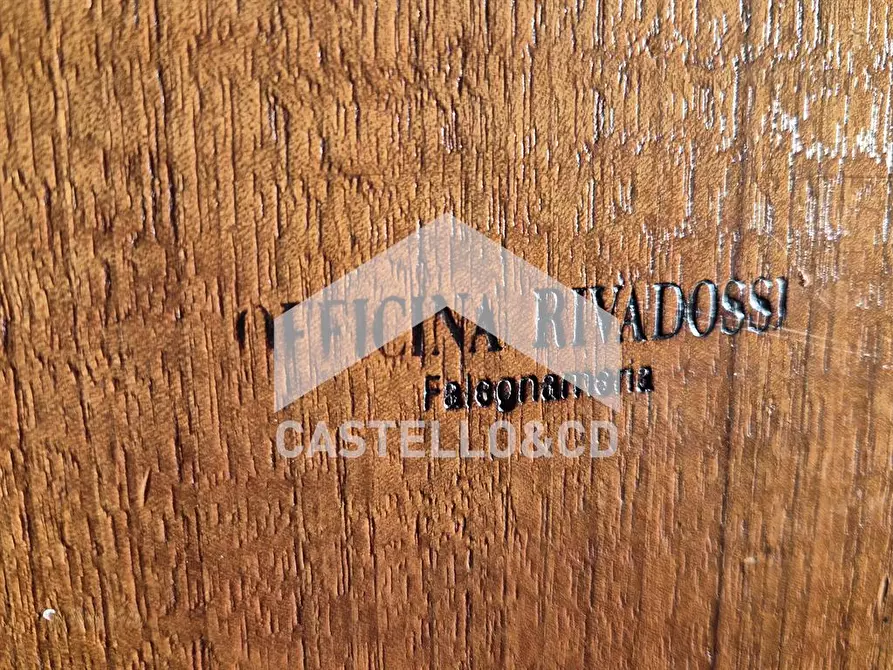 OFFICINA RIVADOSSI
Falegnameria
CASTELLO&CD